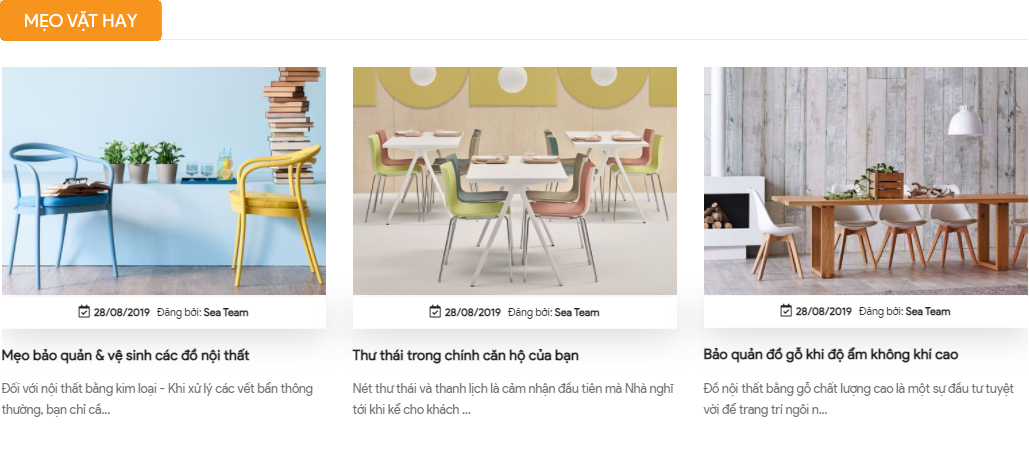 MẸO VẶT HAY
28/08/2019 Đăng bởi: Sea Team
Mẹo bảo quản & vệ sinh các đồ nội thất
Đối với nội thất bằng kim loại - Khi xử lý các vết bẩn thông
thường, bạn chỉ cầ...
28/08/2019 Đăng bởi: Sea Team
Thư thái trong chính căn hộ của bạn
Nét thư thái và thanh lịch là cảm nhận đầu tiên mà Nhà nghĩ
tới khi kể cho khách ...
28/08/2019 Đăng bởi: Sea Team
Bảo quản đồ gỗ khi độ ẩm không khí cao
Đồ nội thất bằng gỗ chất lượng cao là một sự đầu tư tuyệt
vời để trang trí ngôi n...